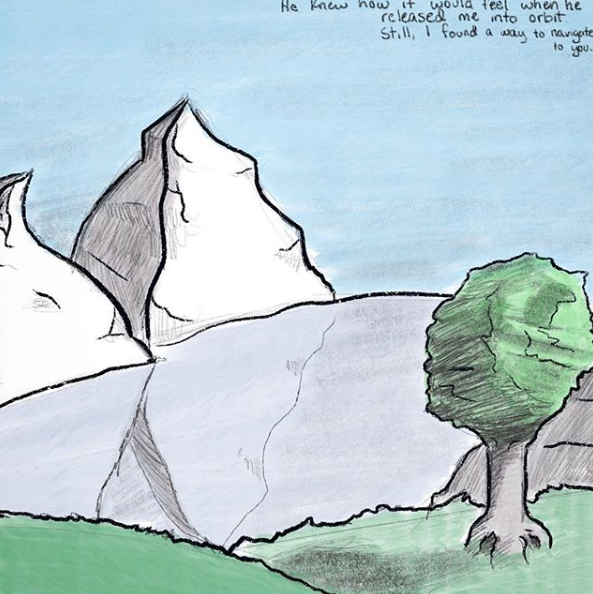 He knew how it would feel when he
released me into orbit.
Still, I found a way to navigate
to you.